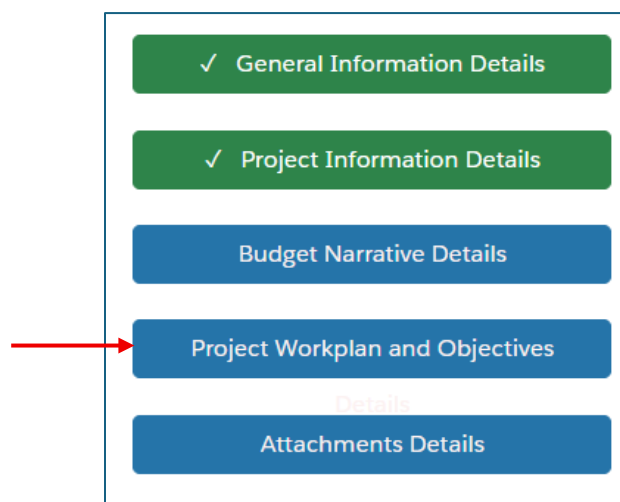 ✓ General Information Details
✓ Project Information Details
Budget Narrative Details
Project Workplan and Objectives
Details
Attachments Details